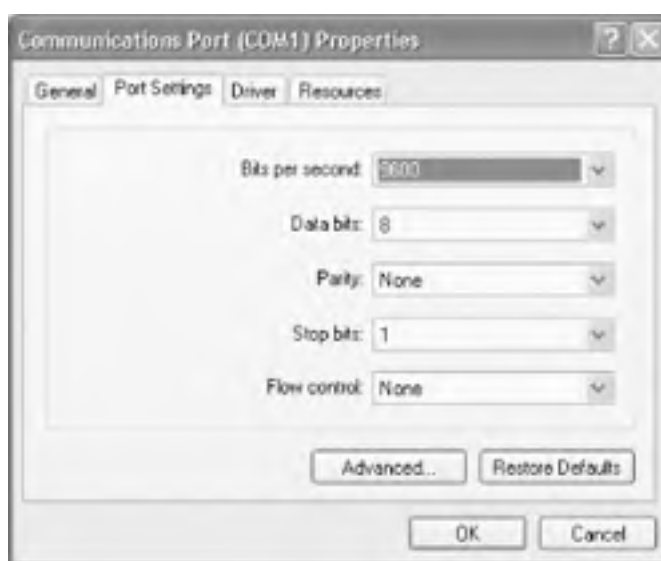 Communications Port (COM1) Properties
General Port Settings Driver Resources
Bits per second: 9600
Data bits: 8
Parity: None
Stop bits: 1
Flow control: None
Advanced... Restore Defaults
OK Cancel